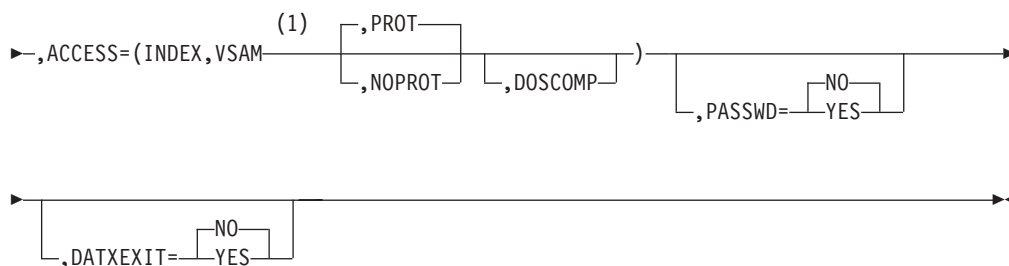 (1)
,PROT
,ACCESS=(INDEX,VSAM )
,NOPROT ,DOSCOMP NO
,PASSWD= YES
NO
,DATXEXIT= YES